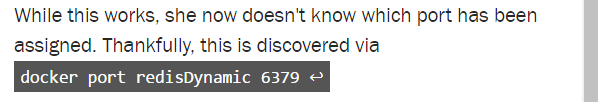 While this works, she now doesn't know which port has been
assigned. Thankfully, this is discovered via
docker port redisDynamic 6379 ↩